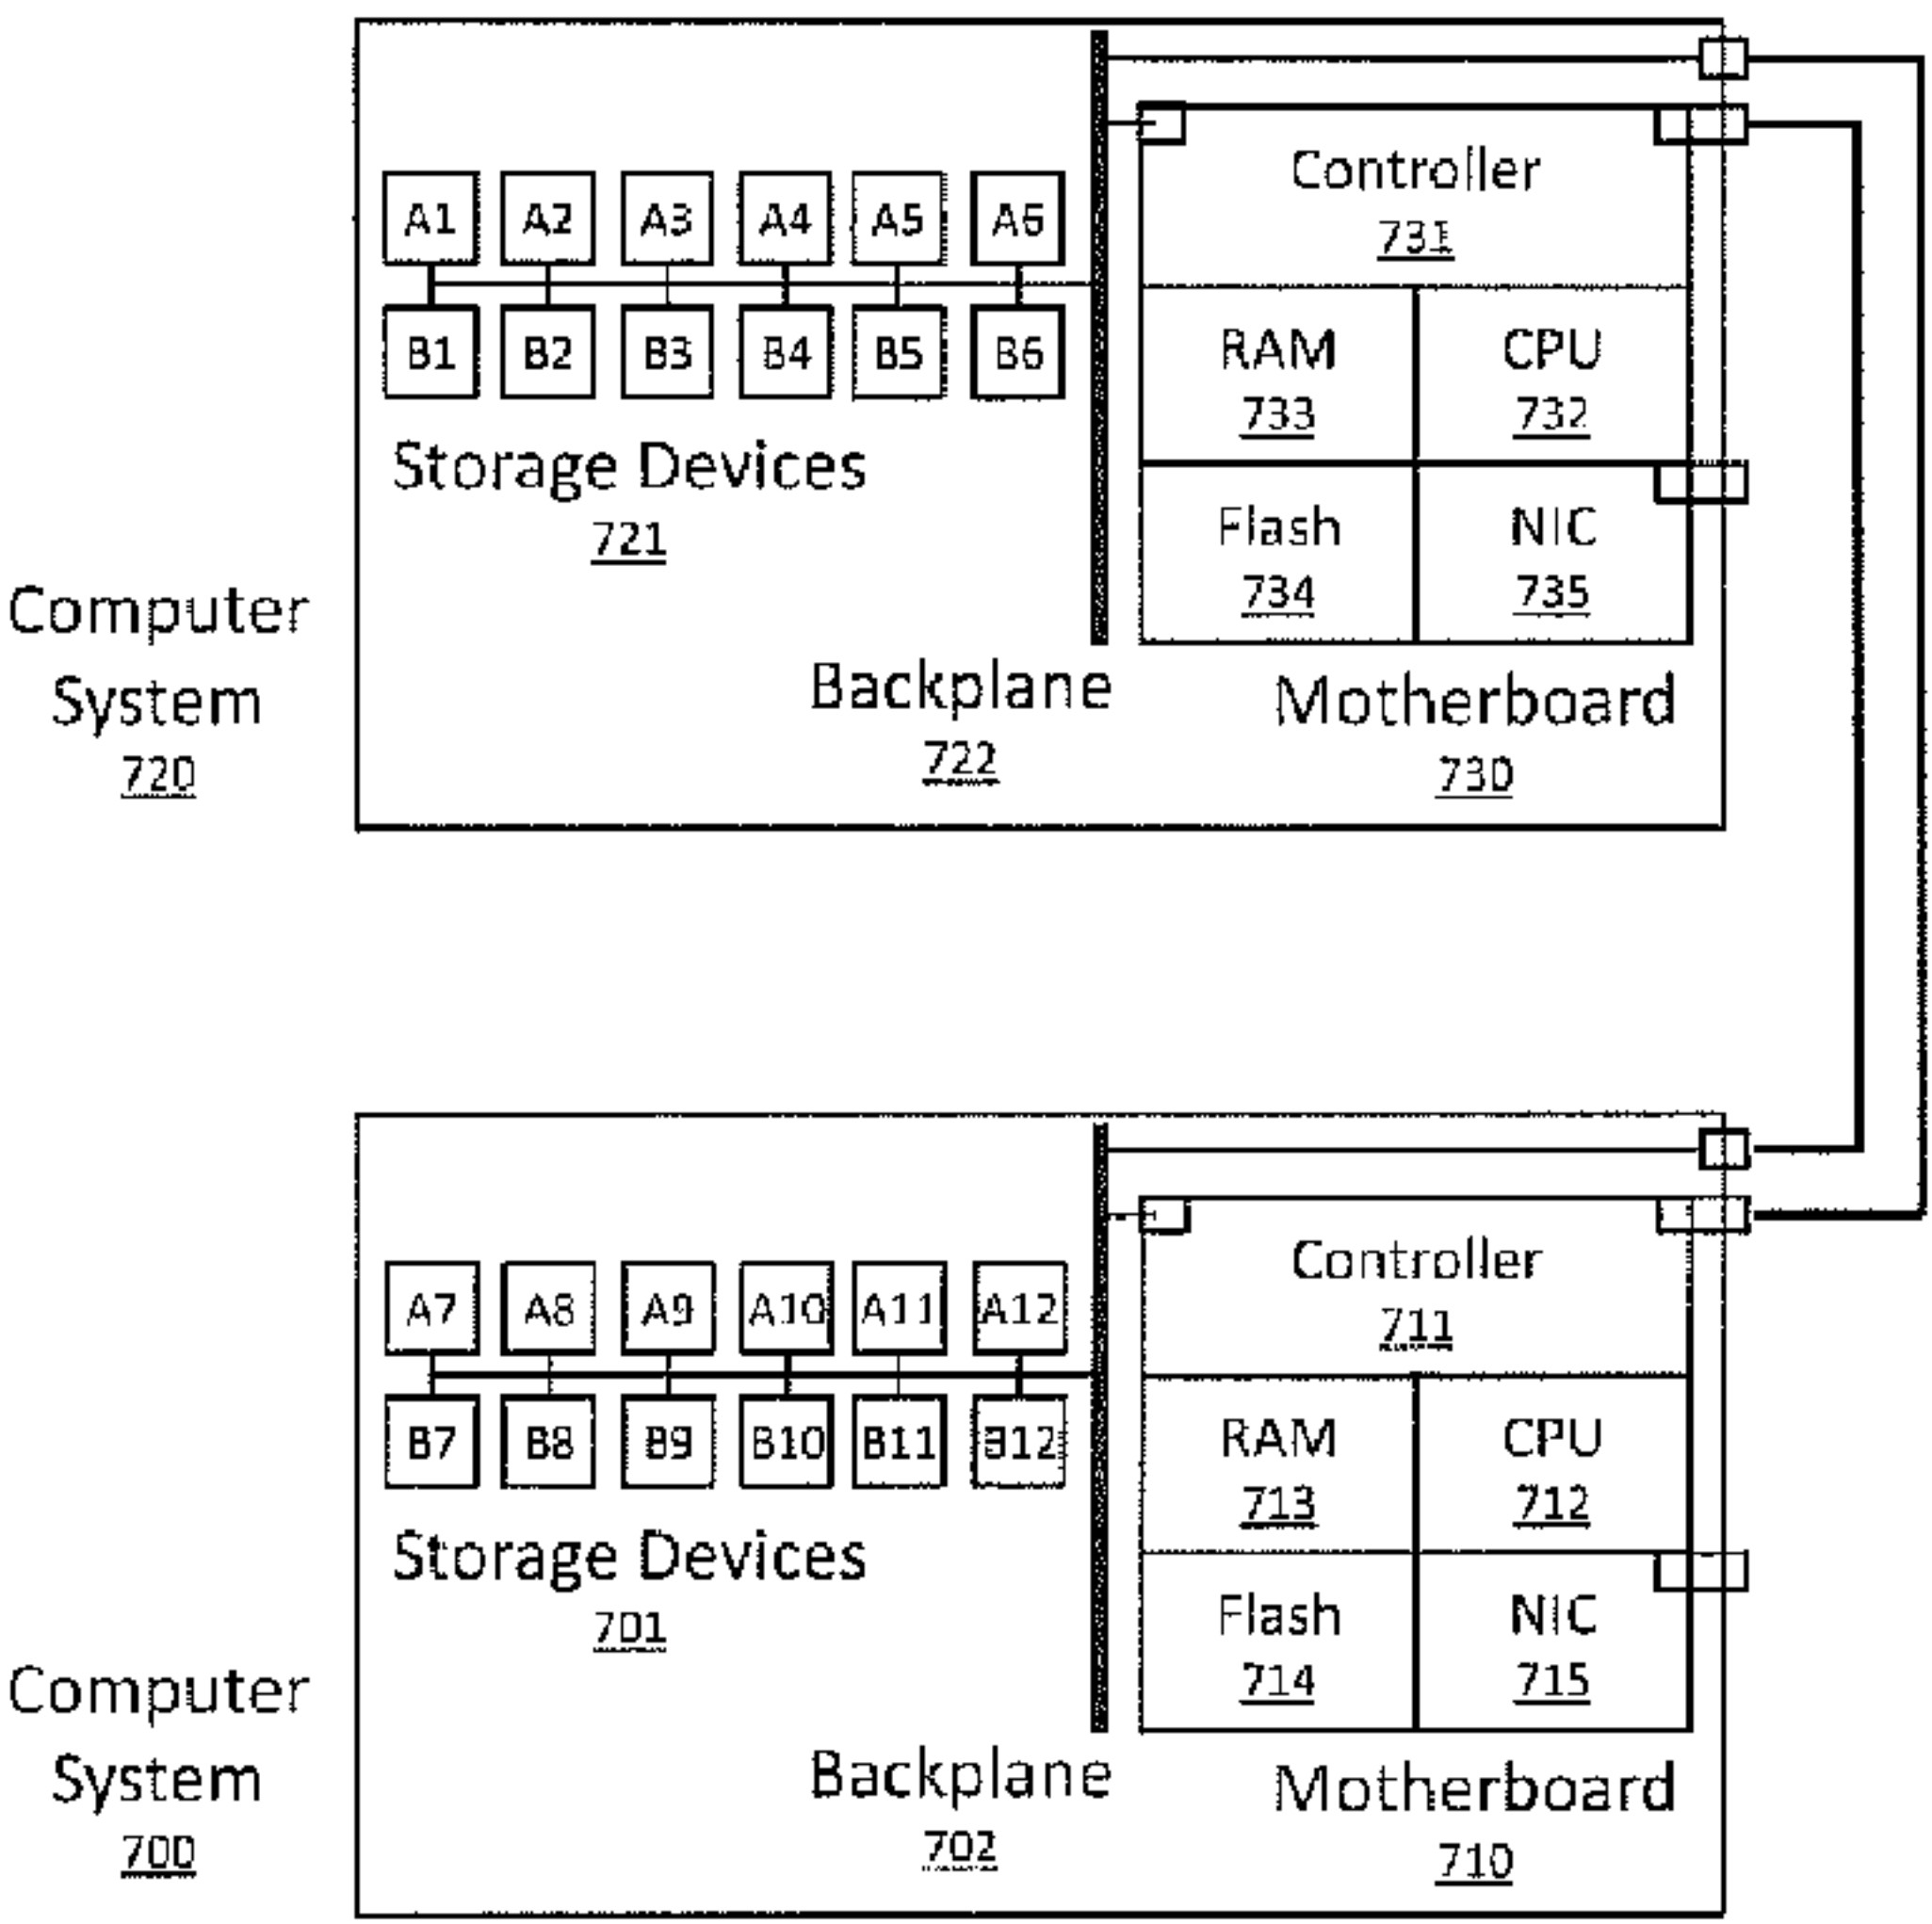 Controller
731
A1 A2 A3 A4 A5 A6
B1 B2 B3 B4 B5 B6
RAM CPU
733 732
Storage Devices
721
Flash NIC
734 735
Computer
System
720
Backplane
722
Motherboard
730
Controller
711
A7 A8 A9 A10 A11 A12
B7 B8 B9 B10 B11 B12
RAM CPU
713 712
Storage Devices
701
Flash NIC
714 715
Computer
System
700
Backplane
702
Motherboard
710